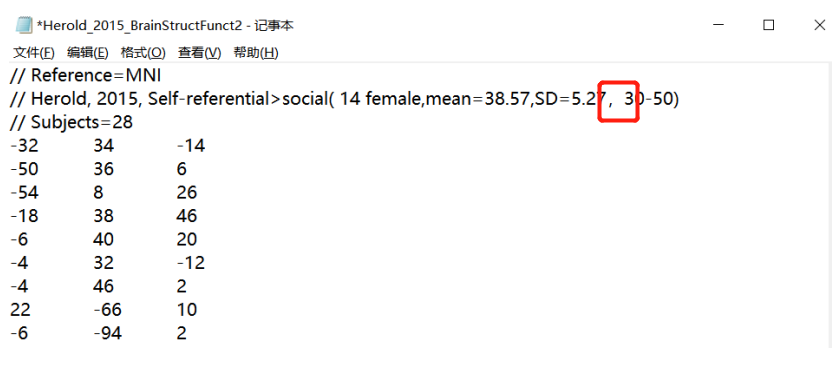 *Herold_2015_BrainStructFunct2 - 记事本
文件(F) 编辑(E) 格式(O) 查看(V) 帮助(H)
// Reference=MNI
// Herold, 2015, Self-referential>social( 14 female,mean=38.57,SD=5.27，30-50)
// Subjects=28
-32 34 -14
-50 36 6
-54 8 26
-18 38 46
-6 40 20
-4 32 -12
-4 46 2
22 -66 10
-6 -94 2